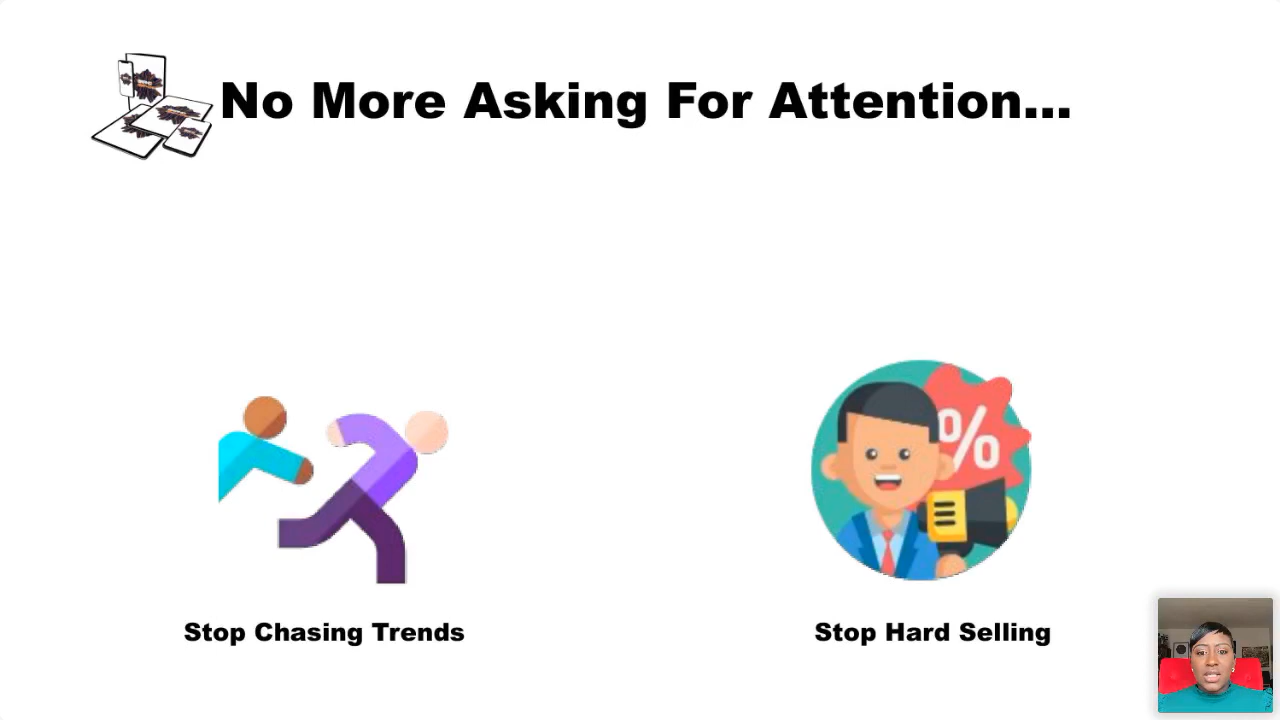 No More Asking For Attention...
%
Stop Chasing Trends
Stop Hard Selling